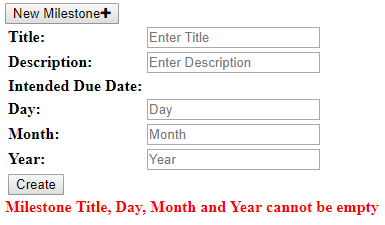 New Milestone✚
Title: Enter Title
Description: Enter Description
Intended Due Date:
Day: Day
Month: Month
Year: Year
Create
Milestone Title, Day, Month and Year cannot be empty